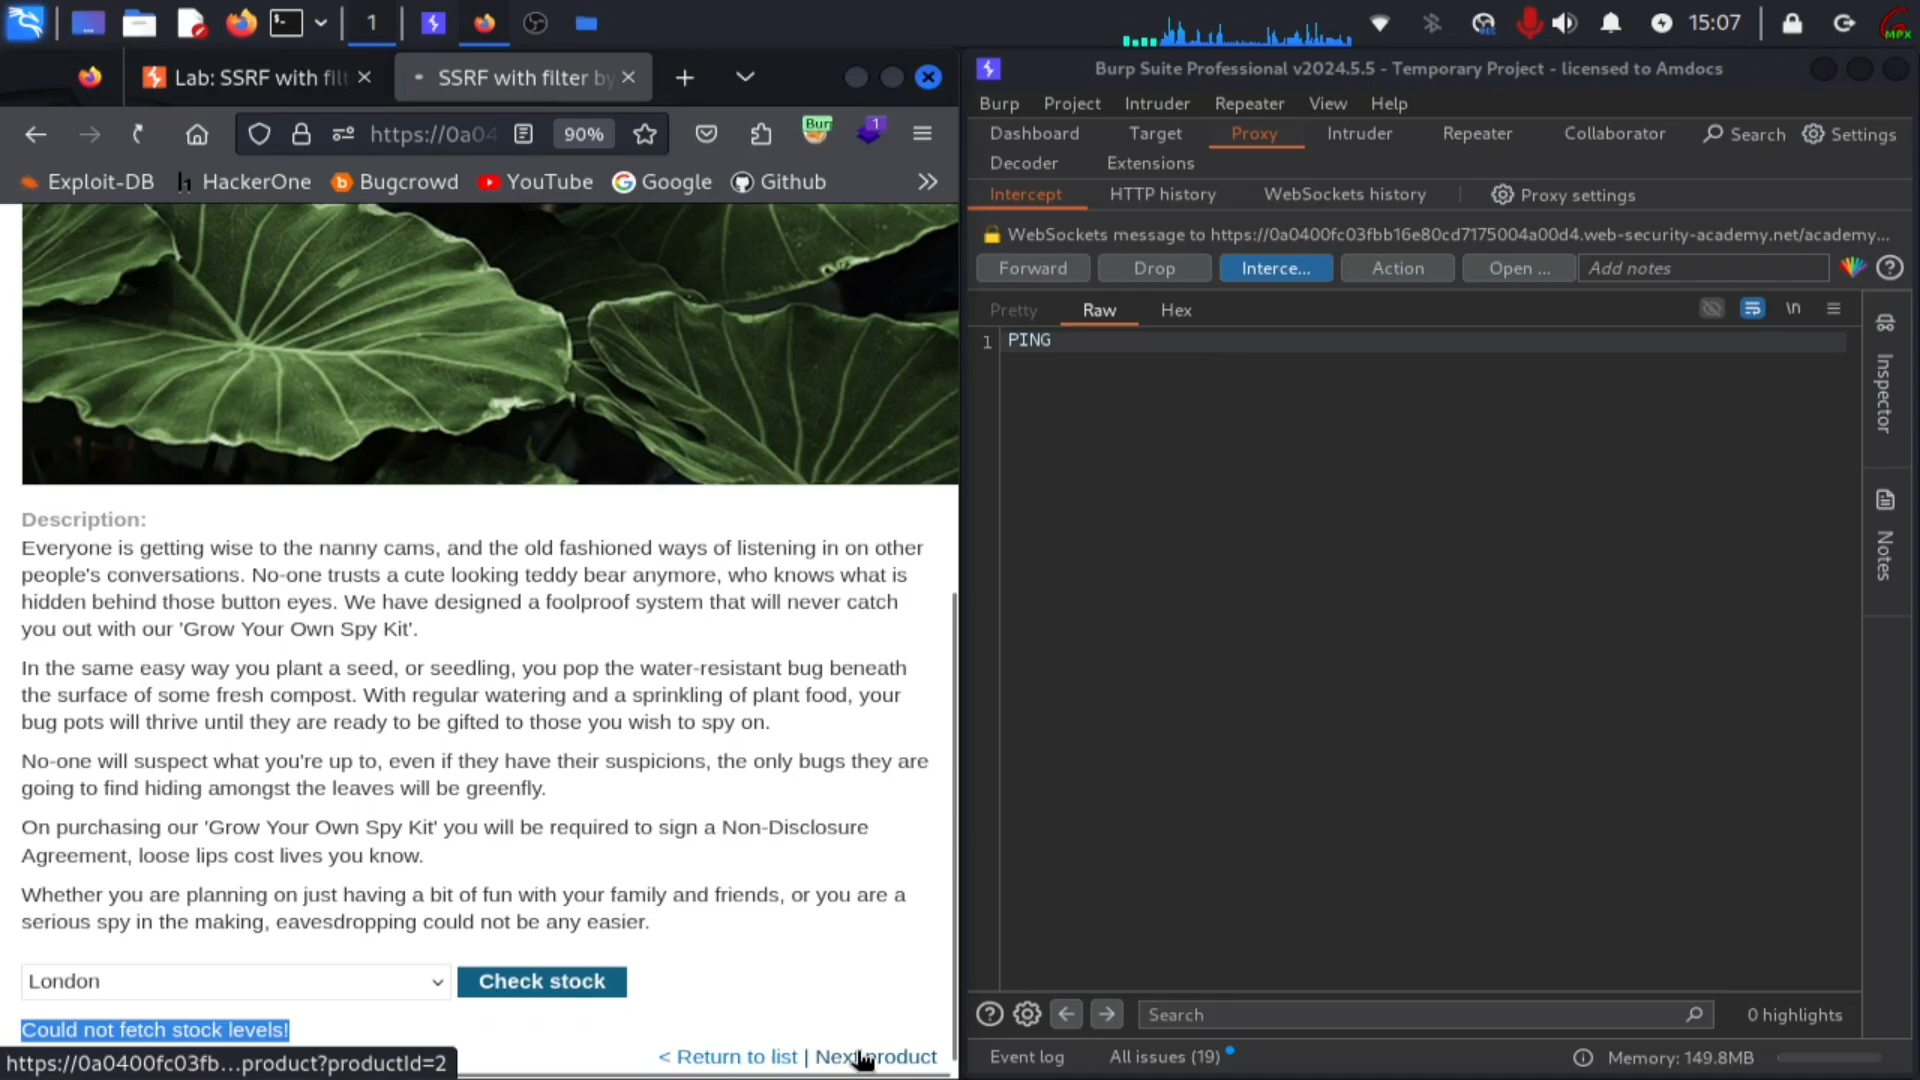 1
15:07
MPX
Lab: SSRF with filt
SSRF with filter by
https://0a04
90%
Burp
1
Exploit-DB
HackerOne
Bugcrowd
YouTube
Google
Github
Description:
Everyone is getting wise to the nanny cams, and the old fashioned ways of listening in on other
people's conversations. No-one trusts a cute looking teddy bear anymore, who knows what is
hidden behind those button eyes. We have designed a foolproof system that will never catch
you out with our 'Grow Your Own Spy Kit'.
In the same easy way you plant a seed, or seedling, you pop the water-resistant bug beneath
the surface of some fresh compost. With regular watering and a sprinkling of plant food, your
bug pots will thrive until they are ready to be gifted to those you wish to spy on.
No-one will suspect what you're up to, even if they have their suspicions, the only bugs they are
going to find hiding amongst the leaves will be greenfly.
On purchasing our 'Grow Your Own Spy Kit' you will be required to sign a Non-Disclosure
Agreement, loose lips cost lives you know.
Whether you are planning on just having a bit of fun with your family and friends, or you are a
serious spy in the making, eavesdropping could not be any easier.
London
Check stock
Could not fetch stock levels!
< Return to list | Next product
https://0a0400fc03fb...product?productId=2
Burp Suite Professional v2024.5.5 - Temporary Project - licensed to Amdocs
Burp Project Intruder Repeater View Help
Dashboard Target Proxy Intruder Repeater Collaborator Search Settings
Decoder Extensions
Intercept HTTP history WebSockets history Proxy settings
WebSockets message to https://0a0400fc03fbb16e80cd7175004a00d4.web-security-academy.net/academy...
Forward Drop Interce... Action Open ... Add notes
Pretty Raw Hex \n
1 PING
Inspector
Notes
Search 0 highlights
Event log All issues (19) Memory: 149.8MB